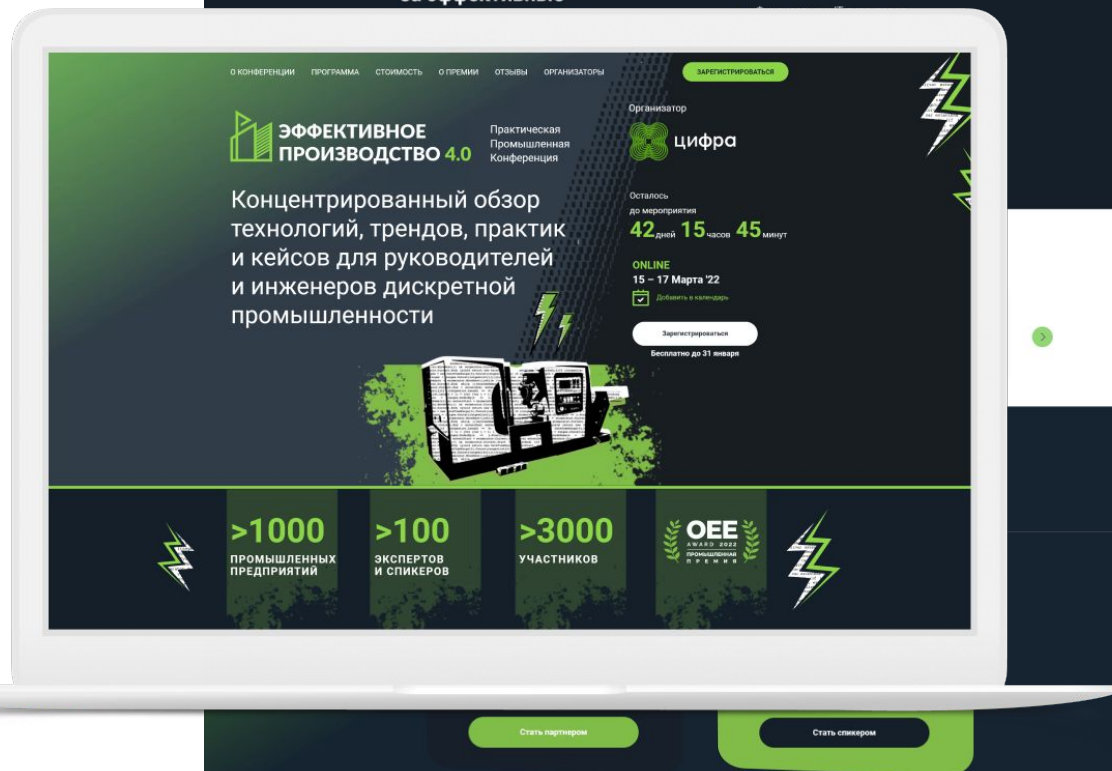 за эффективные
О КОНФЕРЕНЦИИ ПРОГРАММА СТОИМОСТЬ О ПРЕМИИ ОТЗЫВЫ ОРГАНИЗАТОРЫ
ЗАРЕГИСТРИРОВАТЬСЯ
ЭФФЕКТИВНОЕ
ПРОИЗВОДСТВО 4.0
Практическая
Промышленная
Конференция
Организатор
цифра
Концентрированный обзор
технологий, трендов, практик
и кейсов для руководителей
и инженеров дискретной
промышленности
Осталось
до мероприятия
42 дней 15 часов 45 минут
ONLINE
15 – 17 Марта '22
Добавить в календарь
Зарегистрироваться
Бесплатно до 31 января
>1000
ПРОМЫШЛЕННЫХ
ПРЕДПРИЯТИЙ
>100
ЭКСПЕРТОВ
И СПИКЕРОВ
>3000
УЧАСТНИКОВ
OEE
AWARD 2022
ПРОМЫШЛЕННАЯ
ПРЕМИЯ
Стать партнером
Стать спикером